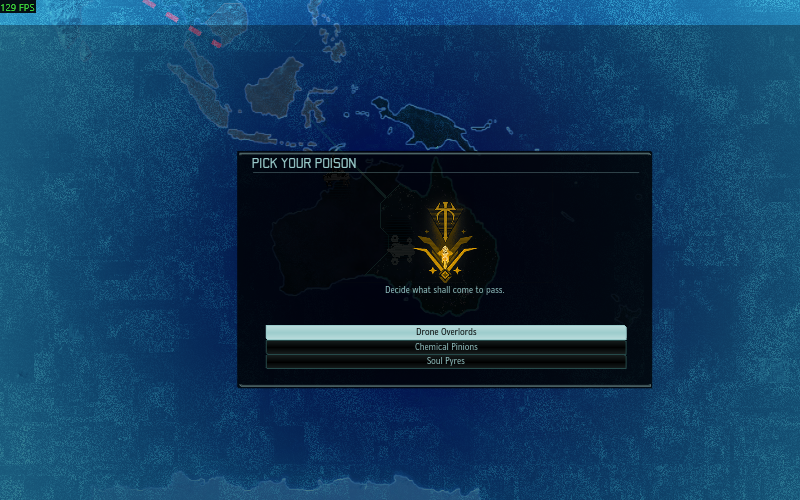 129 FPS
PICK YOUR POISON
Decide what shall come to pass.
Drone Overlords
Chemical Pinions
Soul Pyres